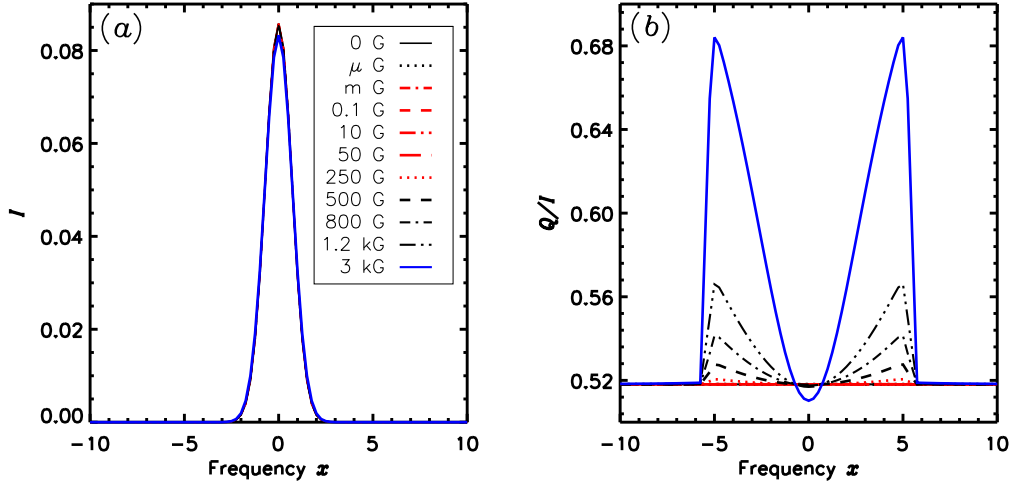 (a)
0.08
0.06
0.04
0.02
0.00
I
−10
−5
0
5
10
Frequency x
0 G
μ G
m G
0.1 G
10 G
50 G
250 G
500 G
800 G
1.2 kG
3 kG
(b)
0.68
0.64
0.60
0.56
0.52
Q/I
−10
−5
0
5
10
Frequency x